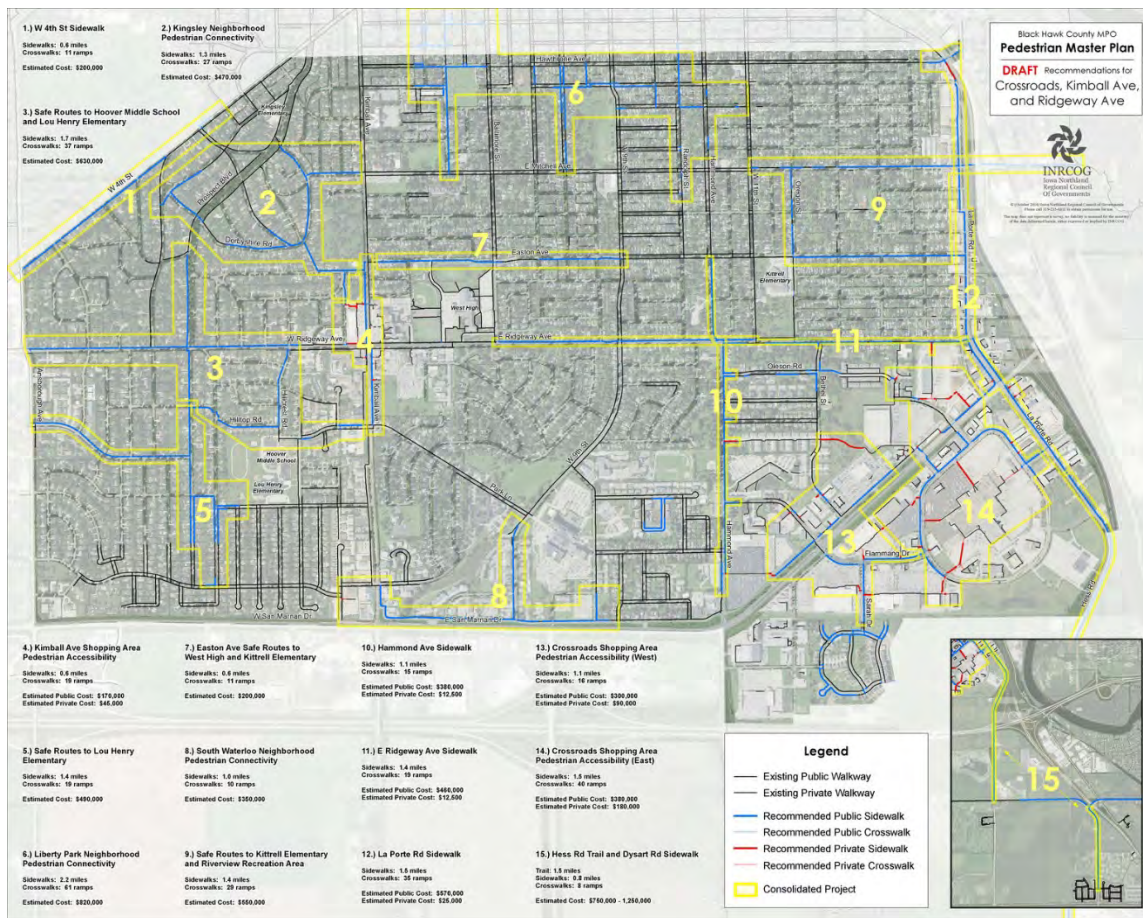 1.) W 4th St Sidewalk
Sidewalks: 0.6 miles
Crosswalks: 11 ramps
Estimated Cost: $200,000
2.) Kingsley Neighborhood
Pedestrian Connectivity
Sidewalks: 1.3 miles
Crosswalks: 27 ramps
Estimated Cost: $470,000
3.) Safe Routes to Hoover Middle School
and Lou Henry Elementary
Sidewalks: 1.7 miles
Crosswalks: 37 ramps
Estimated Cost: $630,000
Black Hawk County MPO
Pedestrian Master Plan
DRAFT Recommendations for
Crossroads, Kimball Ave,
and Ridgeway Ave
INRCOG
Iowa Northland
Regional Council
Of Governments
Hawthorne Ave
6
Kingsley
Elementary
E Mitchell Ave
W 4th St
1
Prospect Blvd
2
9
Derbyshire Rd
7
Easton Ave
Kittrell
Elementary
La Porte Rd
12
West High
W Ridgeway Ave
4
E Ridgeway Ave
11
3
Kimball Ave
Oleson Rd
10
Hilltop Rd
Hoover
Middle School
Lou Henry
Elementary
5
W 9th St
Park Ln
La Porte Rd
14
13
Flammang Dr
Hammond Ave
8
Sarah Dr
Hess Rd
W San Marnan Dr
E San Marnan Dr
4.) Kimball Ave Shopping Area
Pedestrian Accessibility
Sidewalks: 0.6 miles
Crosswalks: 19 ramps
Estimated Public Cost: $170,000
Estimated Private Cost: $45,000
7.) Easton Ave Safe Routes to
West High and Kittrell Elementary
Sidewalks: 0.6 miles
Crosswalks: 11 ramps
Estimated Cost: $200,000
10.) Hammond Ave Sidewalk
Sidewalks: 1.1 miles
Crosswalks: 15 ramps
Estimated Public Cost: $380,000
Estimated Private Cost: $12,500
13.) Crossroads Shopping Area
Pedestrian Accessibility (West)
Sidewalks: 1.1 miles
Crosswalks: 16 ramps
Estimated Public Cost: $300,000
Estimated Private Cost: $90,000
5.) Safe Routes to Lou Henry
Elementary
Sidewalks: 1.4 miles
Crosswalks: 19 ramps
Estimated Cost: $490,000
8.) South Waterloo Neighborhood
Pedestrian Connectivity
Sidewalks: 1.0 miles
Crosswalks: 10 ramps
Estimated Cost: $350,000
11.) E Ridgeway Ave Sidewalk
Sidewalks: 1.4 miles
Crosswalks: 19 ramps
Estimated Public Cost: $460,000
Estimated Private Cost: $12,500
14.) Crossroads Shopping Area
Pedestrian Accessibility (East)
Sidewalks: 1.5 miles
Crosswalks: 40 ramps
Estimated Public Cost: $380,000
Estimated Private Cost: $180,000
6.) Liberty Park Neighborhood
Pedestrian Connectivity
Sidewalks: 2.2 miles
Crosswalks: 61 ramps
Estimated Cost: $820,000
9.) Safe Routes to Kittrell Elementary
and Riverview Recreation Area
Sidewalks: 1.4 miles
Crosswalks: 29 ramps
Estimated Cost: $550,000
12.) La Porte Rd Sidewalk
Sidewalks: 1.8 miles
Crosswalks: 35 ramps
Estimated Public Cost: $570,000
Estimated Private Cost: $25,000
15.) Hess Rd Trail and Dysart Rd Sidewalk
Trail: 1.5 miles
Sidewalks: 0.8 miles
Crosswalks: 8 ramps
Estimated Cost: $750,000 - 1,250,000
Legend
Existing Public Walkway
Existing Private Walkway
Recommended Public Sidewalk
Recommended Public Crosswalk
Recommended Private Sidewalk
Recommended Private Crosswalk
Consolidated Project
15